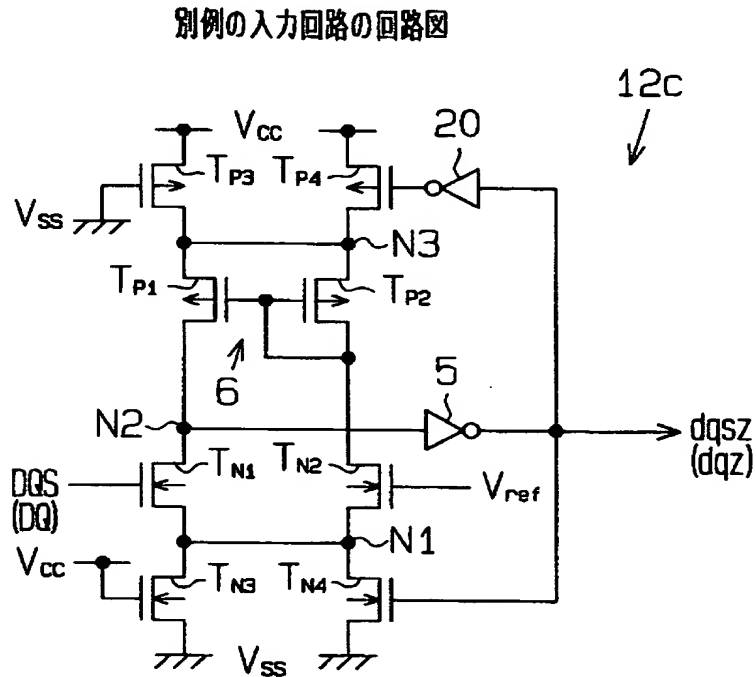 別例の入力回路の回路図
12c
Vcc
20
TP3
TP4
Vss
N3
TP1
TP2
6
5
N2
dqsz
(dqz)
TN1
TN2
DQS
(DQ)
Vref
N1
Vcc
TN3
TN4
Vss